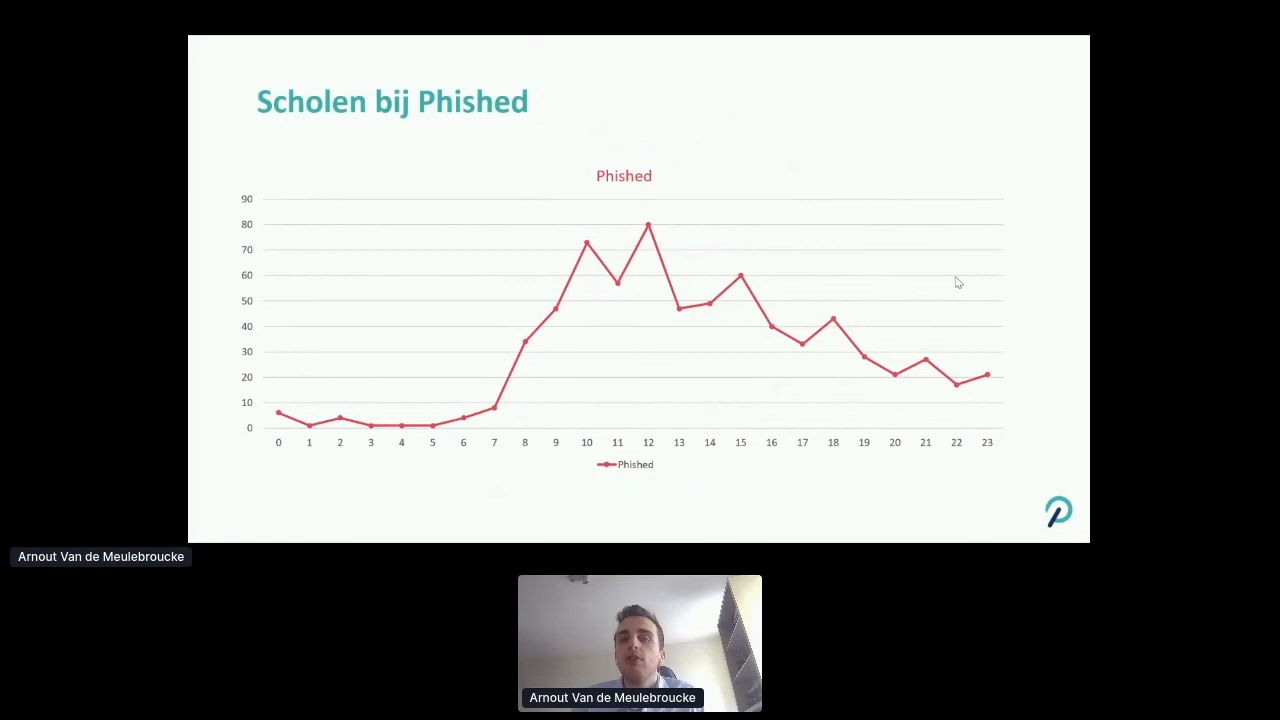 Scholen bij Phished
Phished
90
80
70
60
50
40
30
20
10
0
0 1 2 3 4 5 6 7 8 9 10 11 12 13 14 15 16 17 18 19 20 21 22 23
Phished
Arnout Van de Meulebroucke
Arnout Van de Meulebroucke